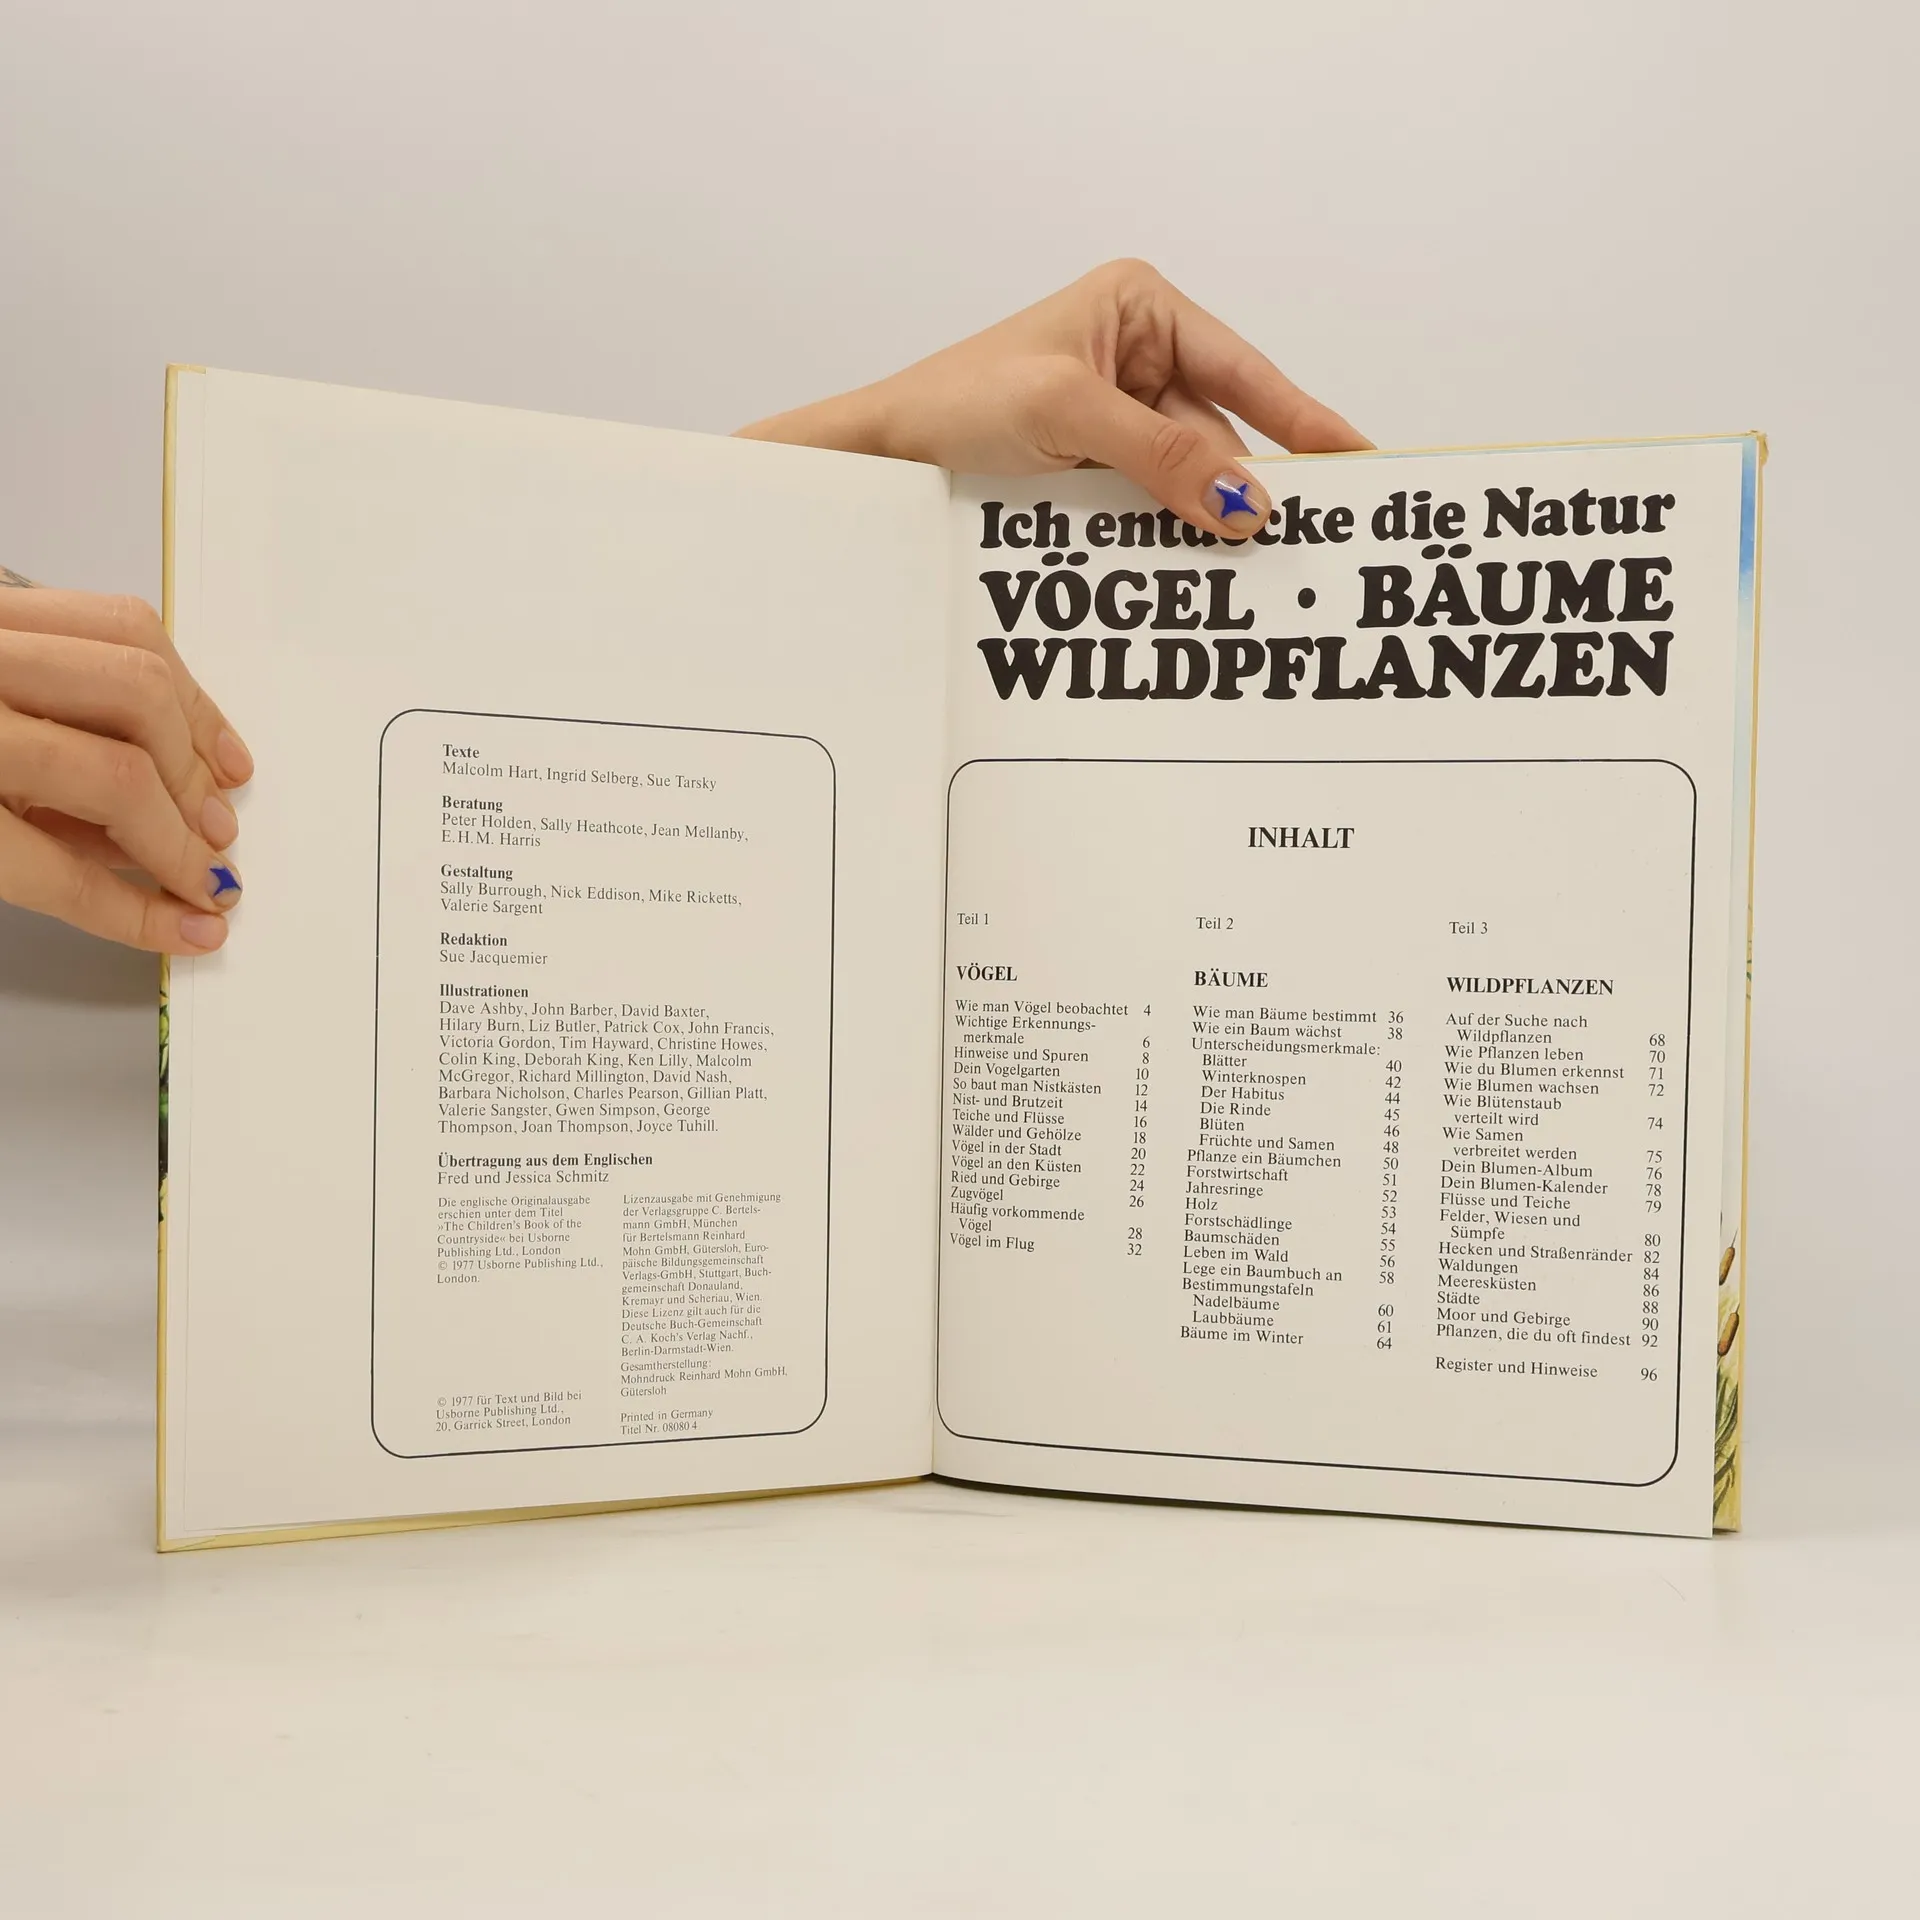 Texte
Malcolm Hart, Ingrid Selberg, Sue Tarsky
Beratung
Peter Holden, Sally Heathcote, Jean Mellanby,
E.H.M. Harris
Gestaltung
Sally Burrough, Nick Eddison, Mike Ricketts,
Valerie Sargent
Redaktion
Sue Jacquemier
Illustrationen
Dave Ashby, John Barber, David Baxter,
Hilary Burn, Liz Butler, Patrick Cox, John Francis,
Victoria Gordon, Tim Hayward, Christine Howes,
Colin King, Deborah King, Ken Lilly, Malcolm
McGregor, Richard Millington, David Nash,
Barbara Nicholson, Charles Pearson, Gillian Platt,
Valerie Sangster, Gwen Simpson, George
Thompson, Joan Thompson, Joyce Tuhill.
Übertragung aus dem Englischen
Fred und Jessica Schmitz
Die englische Originalausgabe
erschien unter dem Titel
»The Children's Book of the
Countryside« bei Usborne
Publishing Ltd., London
© 1977 Usborne Publishing Ltd.,
London.
© 1977 für Text und Bild bei
Usborne Publishing Ltd.,
20, Garrick Street, London
Lizenzausgabe mit Genehmigung
der Verlagsgruppe C. Bertels-
mann GmbH, München
für Bertelsmann Reinhard
Mohn GmbH, Gütersloh, Euro-
päische Bildungsgemeinschaft
Verlags-GmbH, Stuttgart, Buch-
gemeinschaft Donauland,
Kremayr und Scheriau, Wien.
Diese Lizenz gilt auch für die
Deutsche Buch-Gemeinschaft
C. A. Koch's Verlag Nachf.,
Berlin-Darmstadt-Wien.
Gesamtherstellung:
Mohndruck Reinhard Mohn GmbH,
Gütersloh
Printed in Germany
Titel Nr. 08080 4
Ich entdecke die Natur
VÖGEL · BÄUME
WILDPFLANZEN
INHALT
Teil 1
VÖGEL
Wie man Vögel beobachtet 4
Wichtige Erkennungs-
merkmale 6
Hinweise und Spuren 8
Dein Vogelgarten 10
So baut man Nistkästen 12
Nist- und Brutzeit 14
Teiche und Flüsse 16
Wälder und Gehölze 18
Vögel in der Stadt 20
Vögel an den Küsten 22
Ried und Gebirge 24
Zugvögel 26
Häufig vorkommende
Vögel 28
Vögel im Flug 32
Teil 2
BÄUME
Wie man Bäume bestimmt 36
Wie ein Baum wächst 38
Unterscheidungsmerkmale:
Blätter 40
Winterknospen 42
Der Habitus 44
Die Rinde 45
Blüten 46
Früchte und Samen 48
Pflanze ein Bäumchen 50
Forstwirtschaft 51
Jahresringe 52
Holz 53
Forstschädlinge 54
Baumschäden 55
Leben im Wald 56
Lege ein Baumbuch an 58
Bestimmungstafeln
Nadelbäume 60
Laubbäume 61
Bäume im Winter 64
Teil 3
WILDPFLANZEN
Auf der Suche nach
Wildpflanzen 68
Wie Pflanzen leben 70
Wie du Blumen erkennst 71
Wie Blumen wachsen 72
Wie Blütenstaub
verteilt wird 74
Wie Samen
verbreitet werden 75
Dein Blumen-Album 76
Dein Blumen-Kalender 78
Flüsse und Teiche 79
Felder, Wiesen und
Sümpfe 80
Hecken und Straßenränder 82
Waldungen 84
Meeresküsten 86
Städte 88
Moor und Gebirge 90
Pflanzen, die du oft findest 92
Register und Hinweise 96